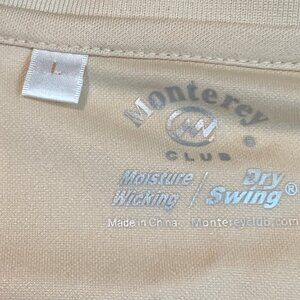 L
Monterey
CLUB ®
Moisture Wicking / Dry Swing®
Made in China Montereyclub.com